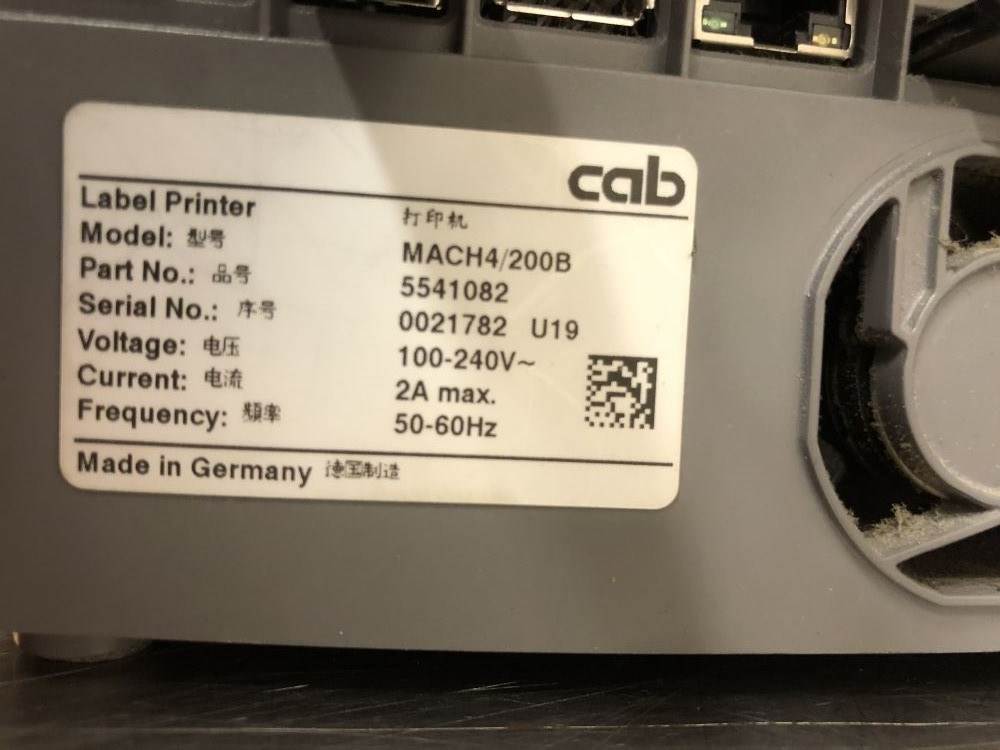 cab
Label Printer 打印机
Model: 型号 MACH4/200B
Part No.: 品号 5541082
Serial No.: 序号 0021782 U19
Voltage: 电压 100-240V~
Current: 电流 2A max.
Frequency: 頻率 50-60Hz
Made in Germany 德国制造